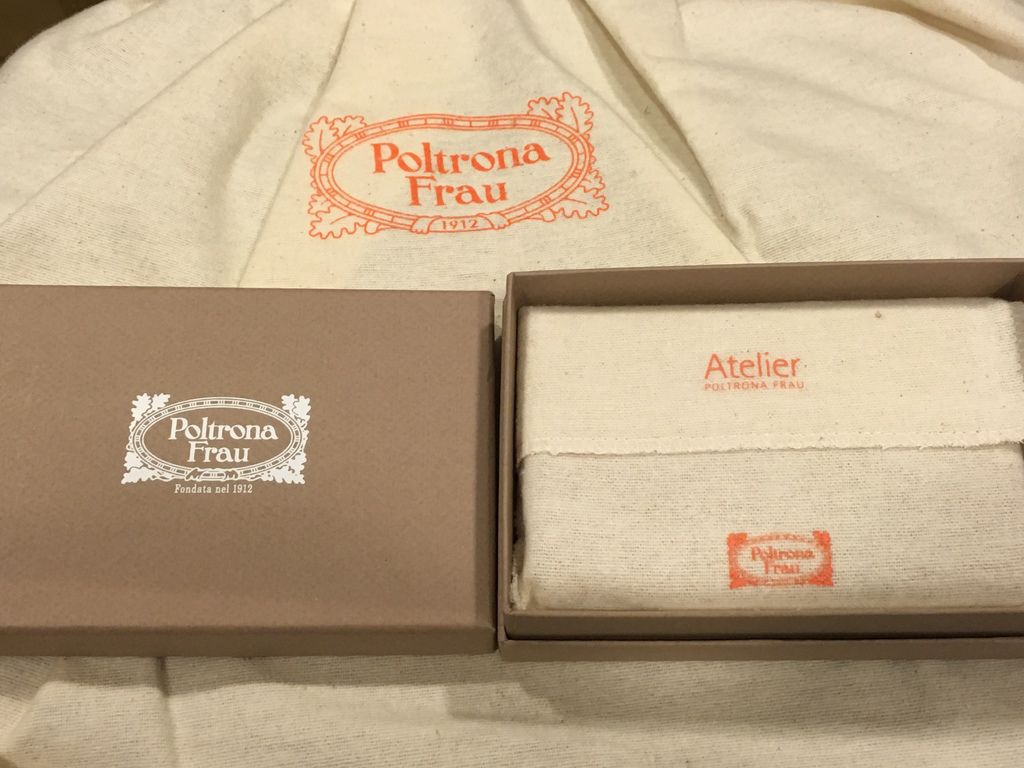 Poltrona
Frau
1912
Poltrona
Frau
Fondata nel 1912
Atelier
POLTRONA FRAU
Poltrona
Frau